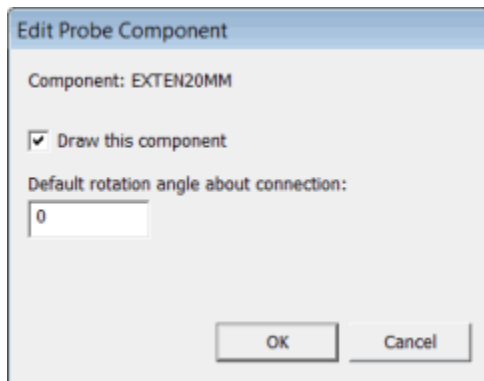 Edit Probe Component
Component: EXTEN20MM
Draw this component
Default rotation angle about connection:
0
OK Cancel